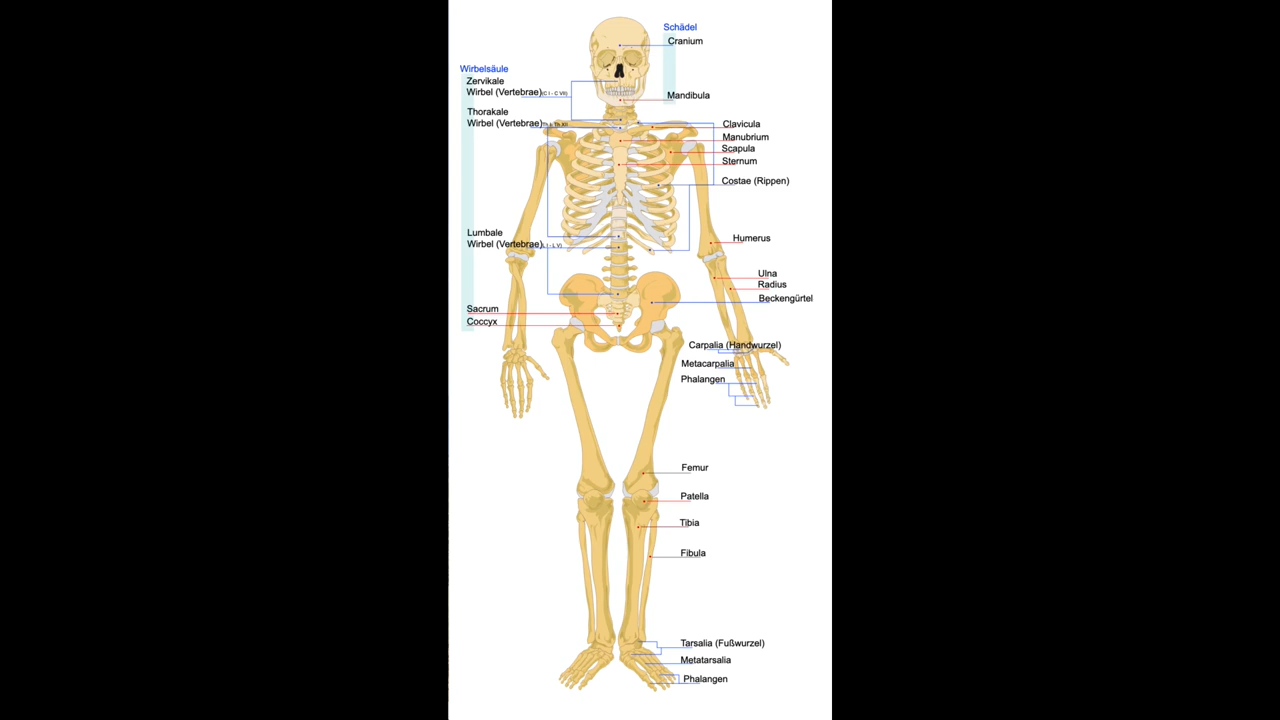 Schädel
Cranium
Mandibula
Wirbelsäule
Zervikale
Wirbel (Vertebrae) (C I - C VII)
Thorakale
Wirbel (Vertebrae)
Lumbale
Wirbel (Vertebrae) (L I - L V)
Sacrum
Coccyx
Clavicula
Manubrium
Scapula
Sternum
Costae (Rippen)
Humerus
Ulna
Radius
Beckengürtel
Carpalia (Handwurzel)
Metacarpalia
Phalangen
Femur
Patella
Tibia
Fibula
Tarsalia (Fußwurzel)
Metatarsalia
Phalangen